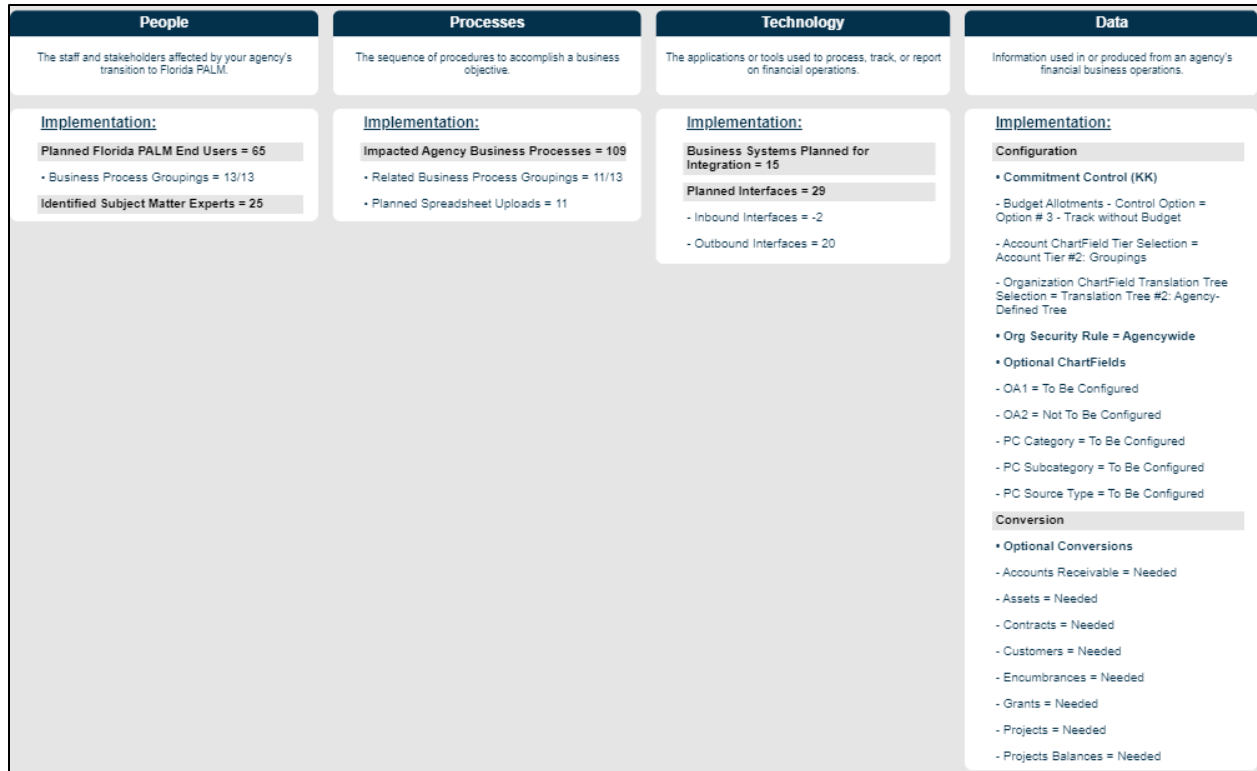 People
The staff and stakeholders affected by your agency's
transition to Florida PALM.
Implementation:
Planned Florida PALM End Users = 65
• Business Process Groupings = 13/13
Identified Subject Matter Experts = 25
Processes
The sequence of procedures to accomplish a business
objective.
Implementation:
Impacted Agency Business Processes = 109
• Related Business Process Groupings = 11/13
• Planned Spreadsheet Uploads = 11
Technology
The applications or tools used to process, track, or report
on financial operations.
Implementation:
Business Systems Planned for
Integration = 15
Planned Interfaces = 29
- Inbound Interfaces = -2
- Outbound Interfaces = 20
Data
Information used in or produced from an agency's
financial business operations.
Implementation:
Configuration
• Commitment Control (KK)
- Budget Allotments - Control Option =
Option # 3 - Track without Budget
- Account ChartField Tier Selection =
Account Tier #2: Groupings
- Organization ChartField Translation Tree
Selection = Translation Tree #2: Agency-
Defined Tree
• Org Security Rule = Agencywide
• Optional ChartFields
- OA1 = To Be Configured
- OA2 = Not To Be Configured
- PC Category = To Be Configured
- PC Subcategory = To Be Configured
- PC Source Type = To Be Configured
Conversion
• Optional Conversions
- Accounts Receivable = Needed
- Assets = Needed
- Contracts = Needed
- Customers = Needed
- Encumbrances = Needed
- Grants = Needed
- Projects = Needed
- Projects Balances = Needed